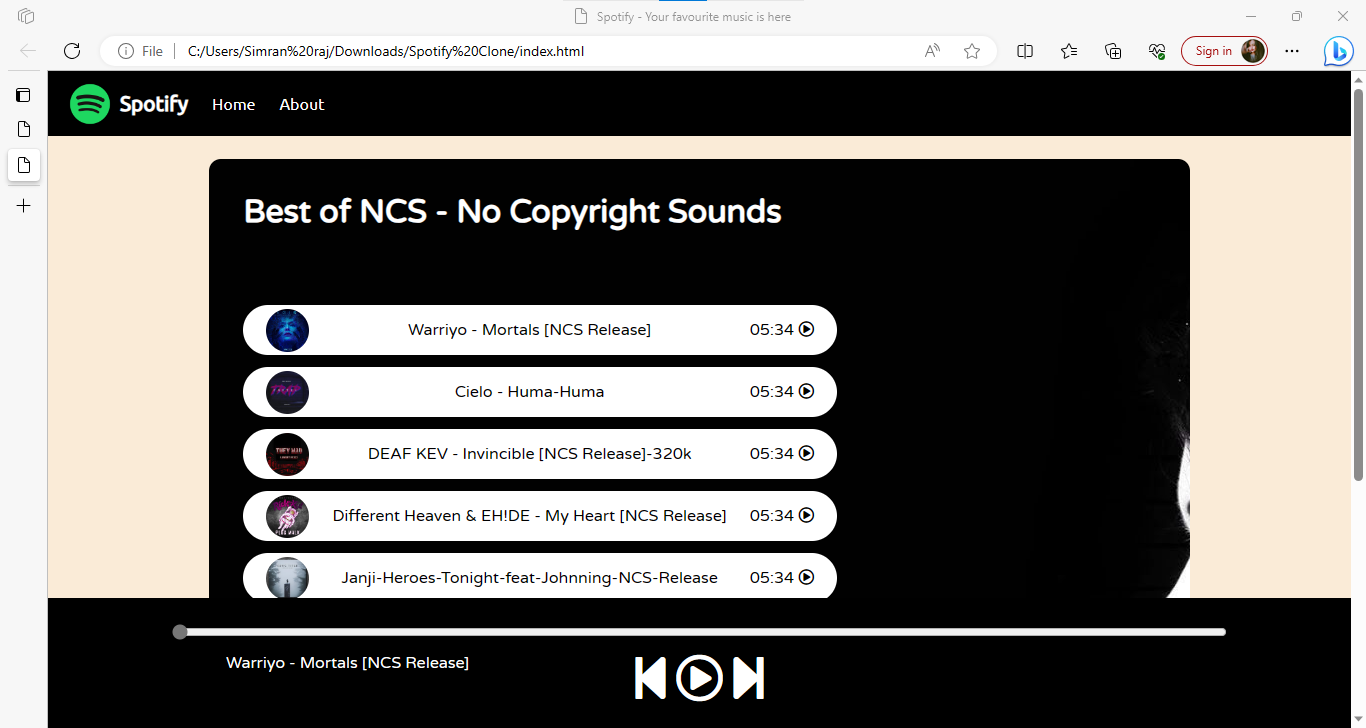 Spotify - Your favourite music is here
File C:/Users/Simran%20raj/Downloads/Spotify%20Clone/index.html Sign in
Spotify Home About
Best of NCS - No Copyright Sounds
Warriyo - Mortals [NCS Release] 05:34
Cielo - Huma-Huma 05:34
DEAF KEV - Invincible [NCS Release]-320k 05:34
Different Heaven & EH!DE - My Heart [NCS Release] 05:34
Janji-Heroes-Tonight-feat-Johnning-NCS-Release 05:34
Warriyo - Mortals [NCS Release]